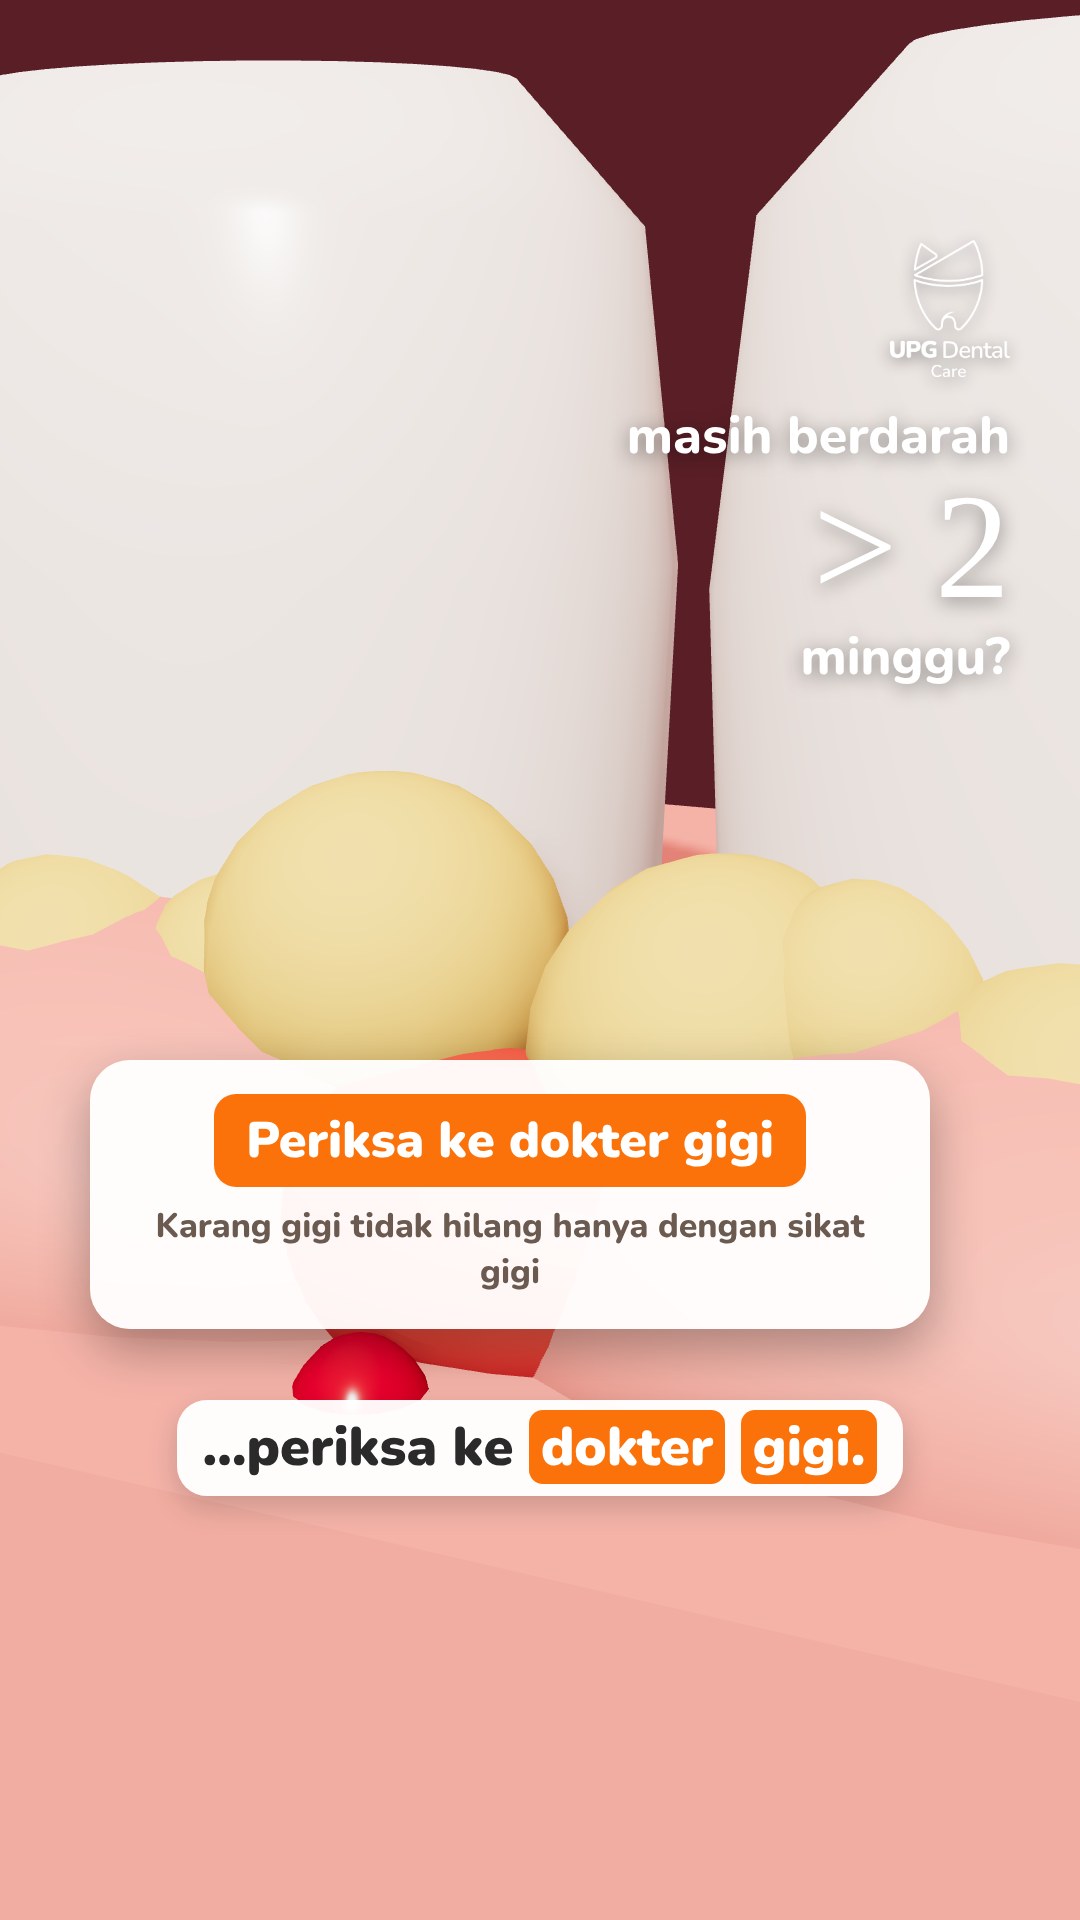 UPG Dental
Care
masih berdarah
> 2
minggu?
Periksa ke dokter gigi
Karang gigi tidak hilang hanya dengan sikat
gigi
...periksa ke dokter gigi.